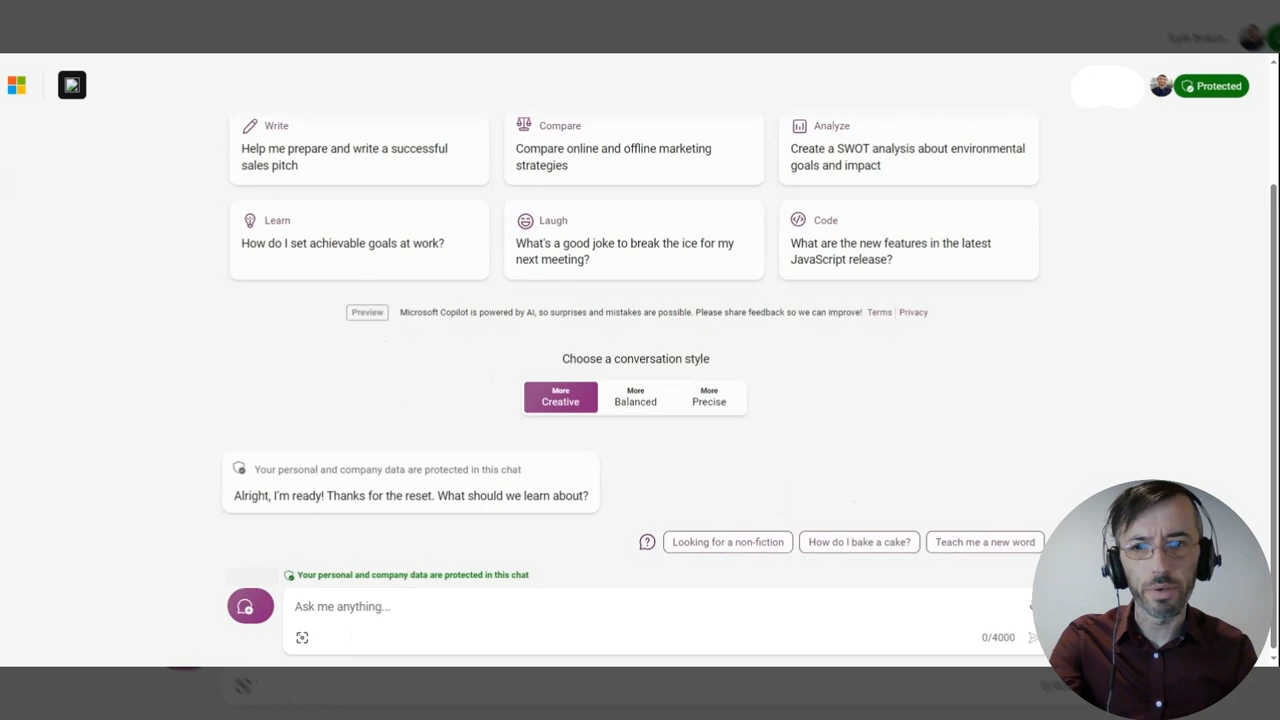 Protected
Write
Help me prepare and write a successful
sales pitch
Compare
Compare online and offline marketing
strategies
Analyze
Create a SWOT analysis about environmental
goals and impact
Learn
How do I set achievable goals at work?
Laugh
What's a good joke to break the ice for my
next meeting?
Code
What are the new features in the latest
JavaScript release?
Preview
Microsoft Copilot is powered by AI, so surprises and mistakes are possible. Please share feedback so we can improve! Terms | Privacy
Choose a conversation style
More
Creative
More
Balanced
More
Precise
Your personal and company data are protected in this chat
Alright, I'm ready! Thanks for the reset. What should we learn about?
Looking for a non-fiction
How do I bake a cake?
Teach me a new word
Your personal and company data are protected in this chat
Ask me anything...
0/4000